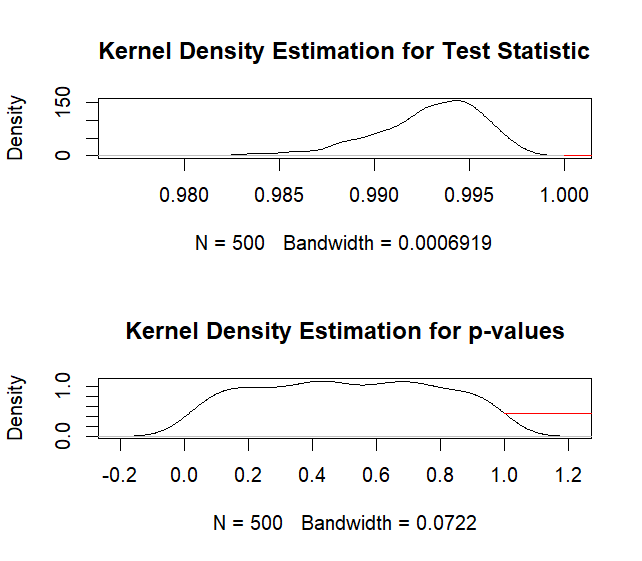 Kernel Density Estimation for Test Statistic
Density
150
0
0.980 0.985 0.990 0.995 1.000
N = 500 Bandwidth = 0.0006919
Kernel Density Estimation for p-values
Density
1.0
0.0
-0.2 0.0 0.2 0.4 0.6 0.8 1.0 1.2
N = 500 Bandwidth = 0.0722